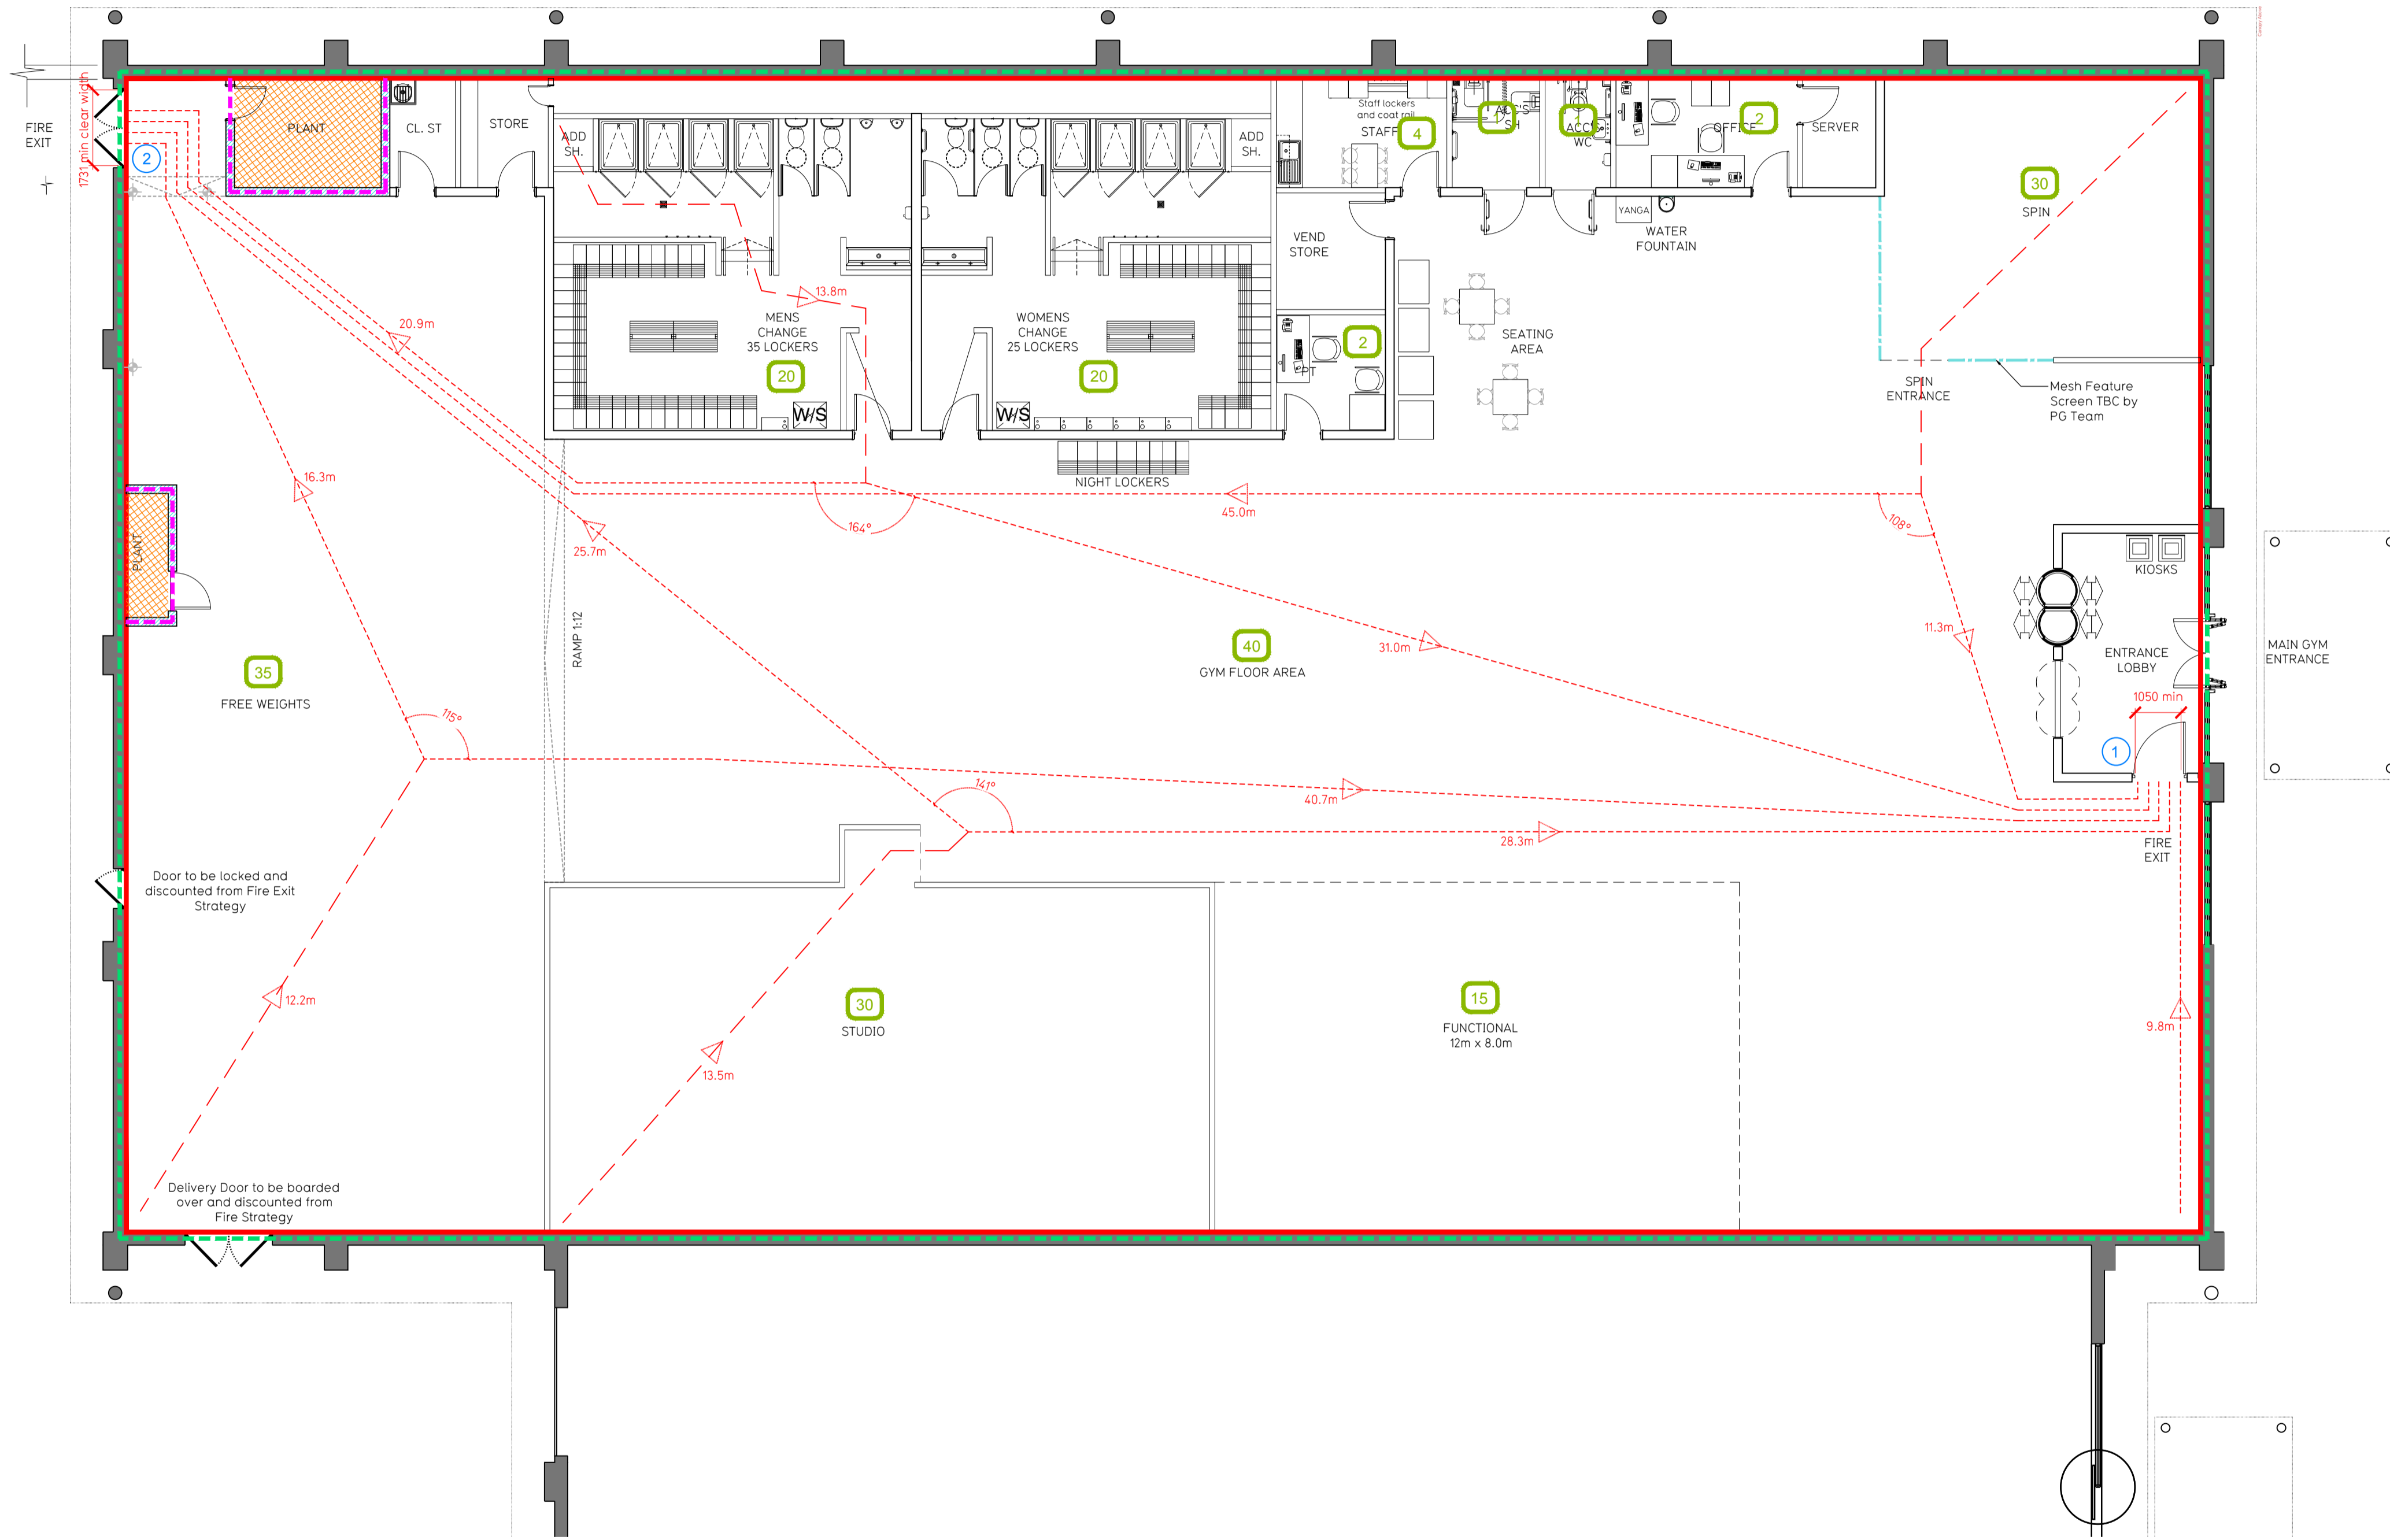 Canopy Above
FIRE
EXIT
1731 min clear width
2
PLANT
CL. ST
STORE
ADD
SH.
ADD
SH.
Staff lockers
and coat rail
STAFF
4
1
ACC'S
SH
1
ACC'S
WC
OFFICE
2
SERVER
30
SPIN
YANGA
WATER
FOUNTAIN
VEND
STORE
20.9m
13.8m
MENS
CHANGE
35 LOCKERS
20
WOMENS
CHANGE
25 LOCKERS
20
2
PT
SEATING
AREA
SPIN
ENTRANCE
Mesh Feature
Screen TBC by
PG Team
W/S
W/S
16.3m
NIGHT LOCKERS
45.0m
164°
108°
25.7m
PLANT
KIOSKS
RAMP 1:12
35
FREE WEIGHTS
40
GYM FLOOR AREA
31.0m
11.3m
ENTRANCE
LOBBY
MAIN GYM
ENTRANCE
1050 min
1
115°
141°
40.7m
28.3m
FIRE
EXIT
Door to be locked and
discounted from Fire Exit
Strategy
12.2m
30
STUDIO
15
FUNCTIONAL
12m x 8.0m
13.5m
9.8m
Delivery Door to be boarded
over and discounted from
Fire Strategy